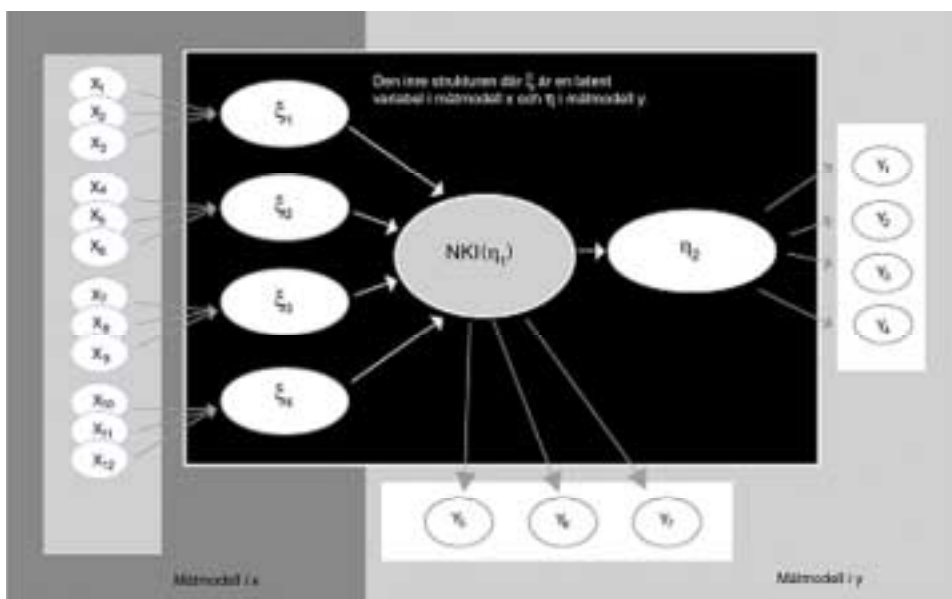 Den inre strukturen där ξ är en latent
variabel i mätmodell x och η i mätmodell y.
X₁
X₂
X₃
X₄
X₅
X₆
X₇
X₈
X₉
X₁₀
X₁₁
X₁₂
ξ₁
ξ₂
ξ₃
ξ₄
NKI(η₁)
η₂
Y₁
Y₂
Y₃
Y₄
Y₅
Y₆
Y₇
Mätmodell i x
Mätmodell i y